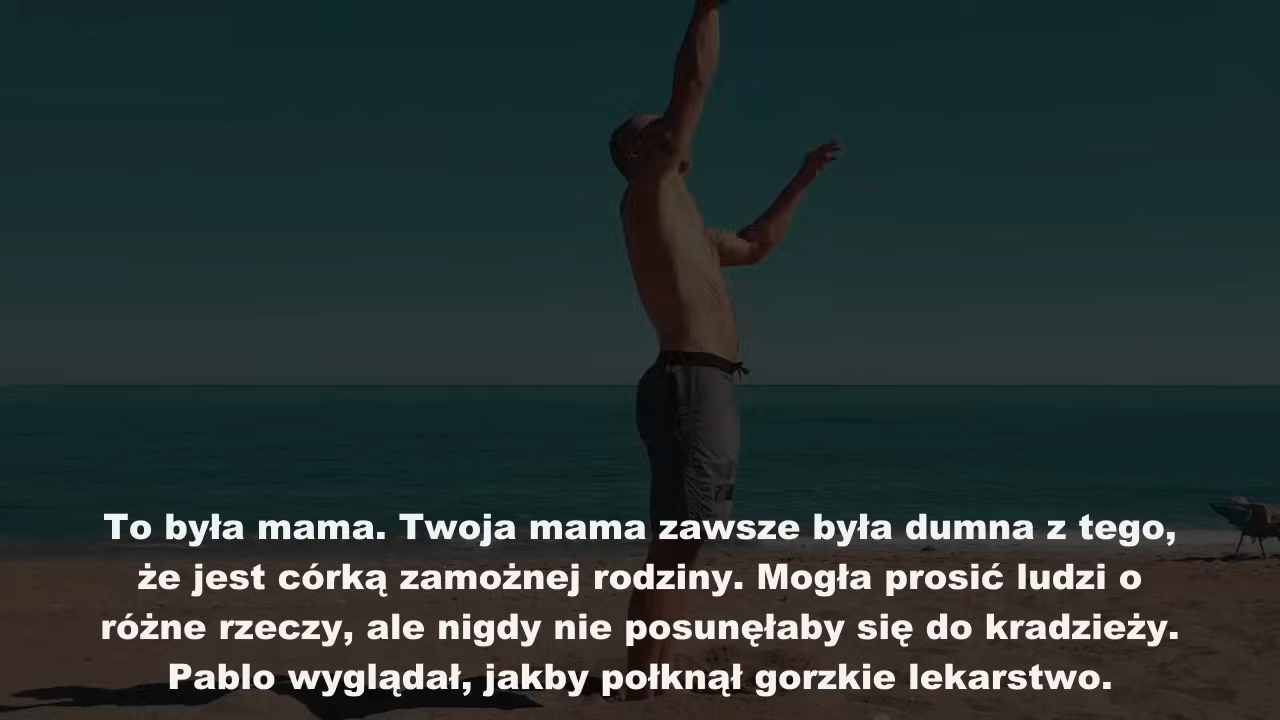 To była mama. Twoja mama zawsze była dumna z tego,
że jest córką zamożnej rodziny. Mogła prosić ludzi o
różne rzeczy, ale nigdy nie posunęłaby się do kradzieży.
Pablo wyglądał, jakby połknął gorzkie lekarstwo.